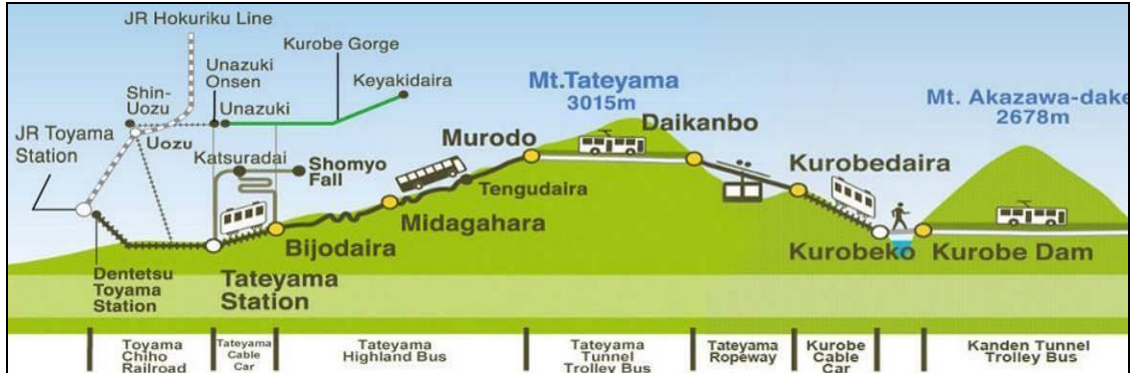 JR Hokuriku Line
Kurobe Gorge
Unazuki
Onsen
Keyakidaira
Shin-
Uozu
Unazuki
JR Toyama
Station
Uozu
Katsuradai
Shomyo
Fall
Mt.Tateyama
3015m
Mt. Akazawa-dake
2678m
Murodo
Daikanbo
Tengudaira
Kurobedaira
Midagahara
Bijodaira
Kurobeko
Kurobe Dam
Dentetsu
Toyama
Station
Tateyama
Station
Toyama
Chiho
Railroad
Tateyama
Cable
Car
Tateyama
Highland Bus
Tateyama
Tunnel
Trolley Bus
Tateyama
Ropeway
Kurobe
Cable
Car
Kanden Tunnel
Trolley Bus